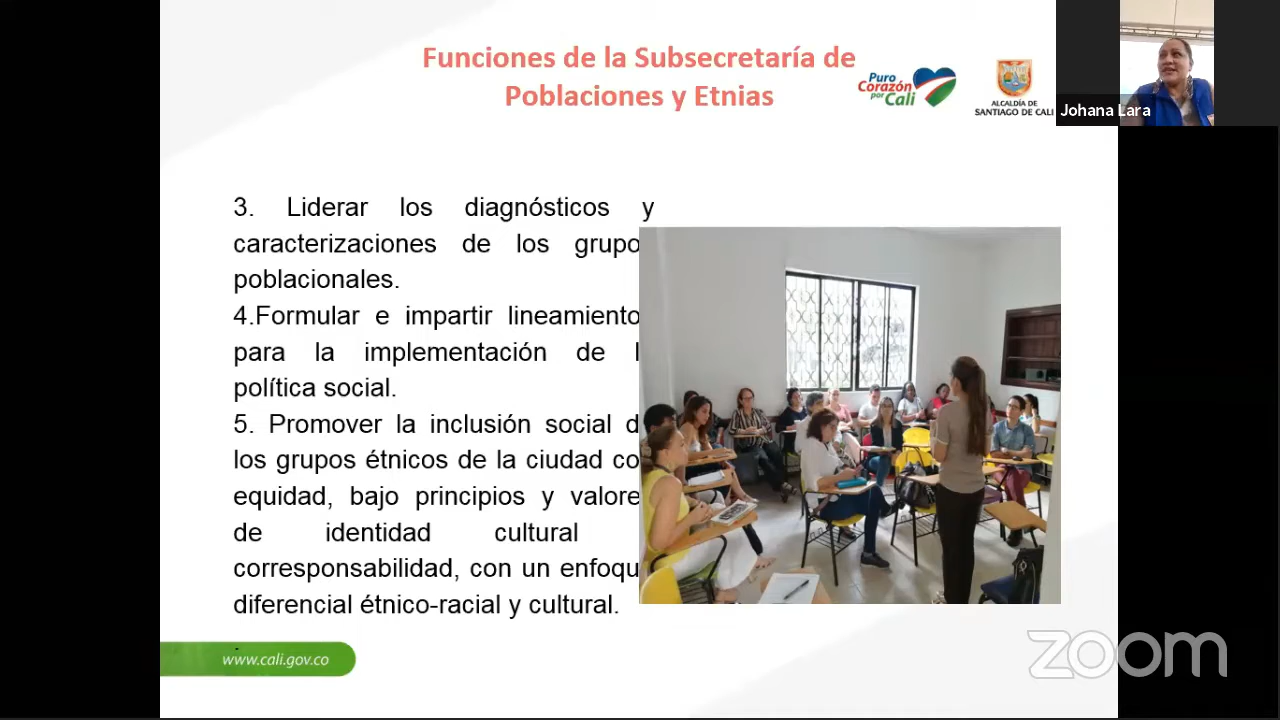 Funciones de la Subsecretaría de
Poblaciones y Etnias
Puro
Corazón
por Cali
ALCALDÍA DE
SANTIAGO DE CALI
Johana Lara
3. Liderar los diagnósticos y
caracterizaciones de los grupo
poblacionales.
4.Formular e impartir lineamiento
para la implementación de l
política social.
5. Promover la inclusión social d
los grupos étnicos de la ciudad co
equidad, bajo principios y valore
de identidad cultural
corresponsabilidad, con un enfoqu
diferencial étnico-racial y cultural.
.
www.cali.gov.co
zoom